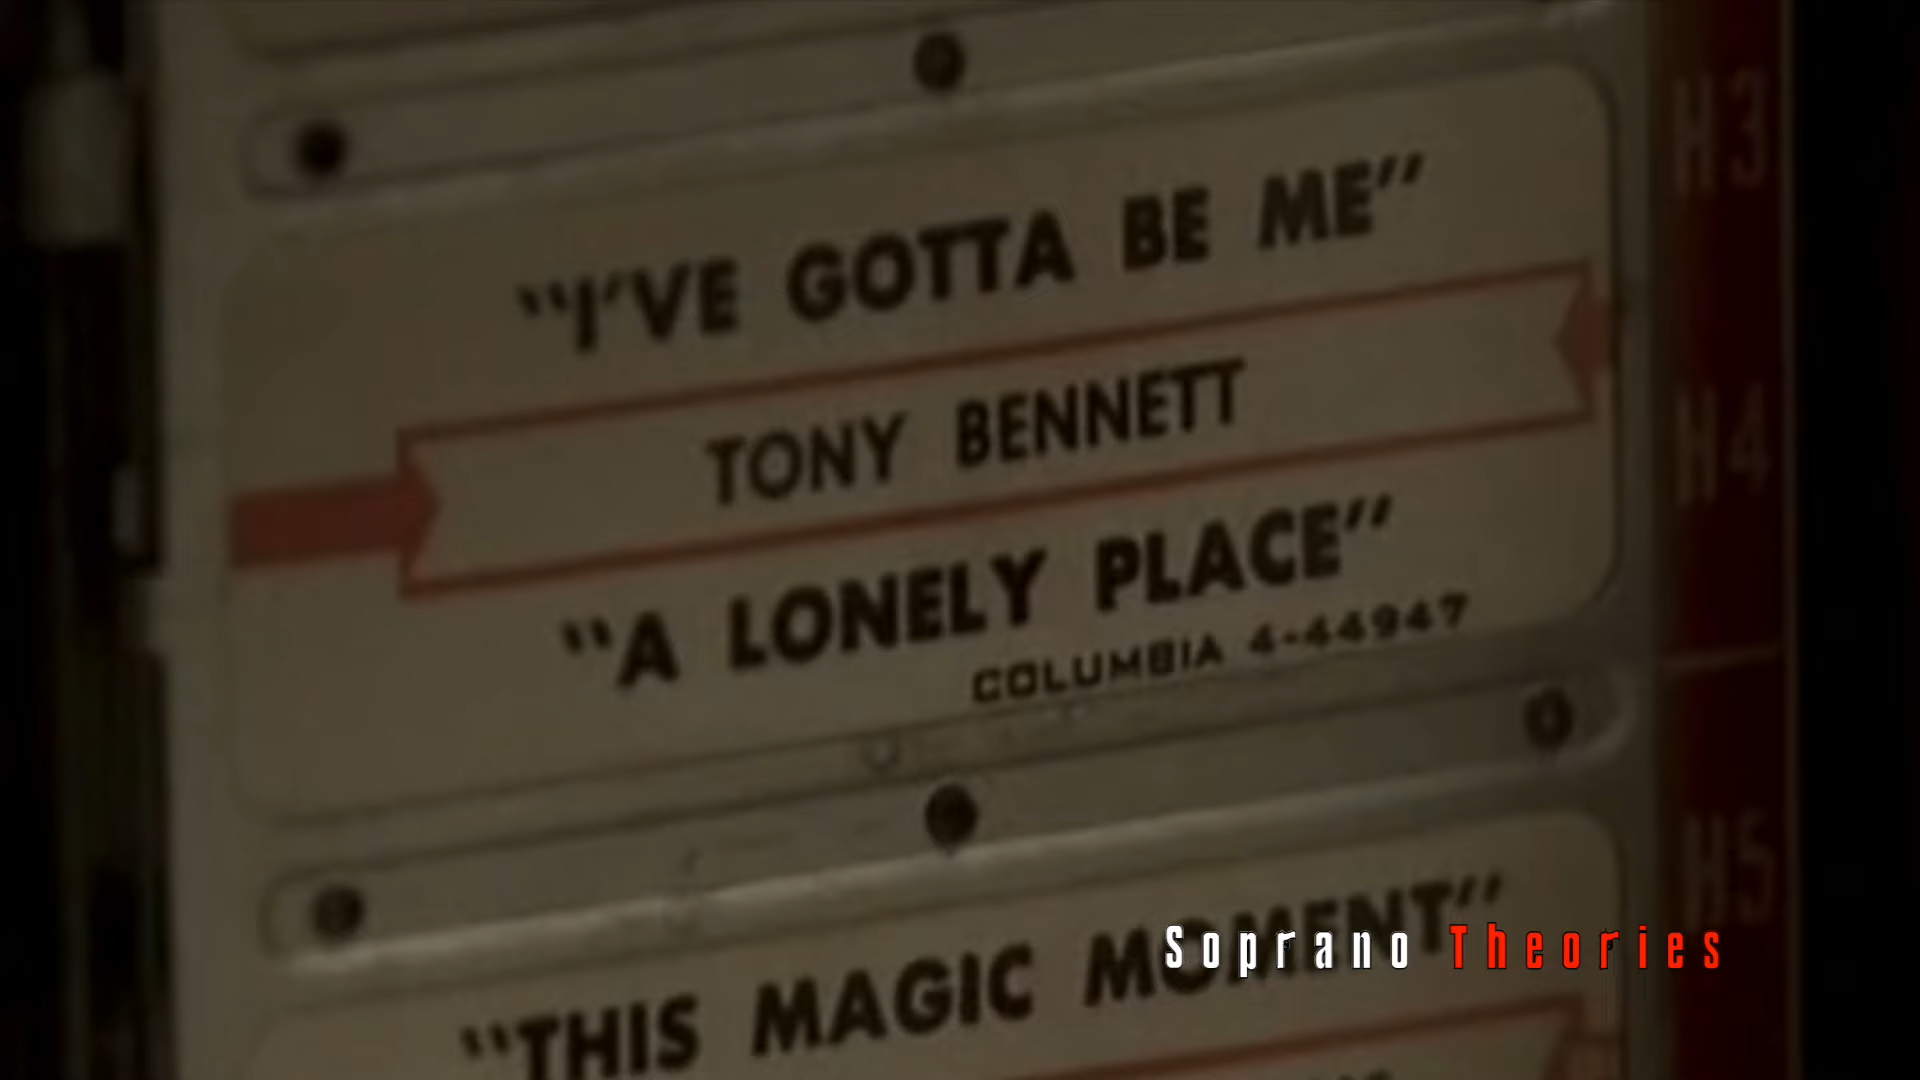 "I'VE GOTTA BE ME"
TONY BENNETT
"A LONELY PLACE"
COLUMBIA 4-44947
"THIS MAGIC MOMENT"
H3
H4
H5
Soprano Theories